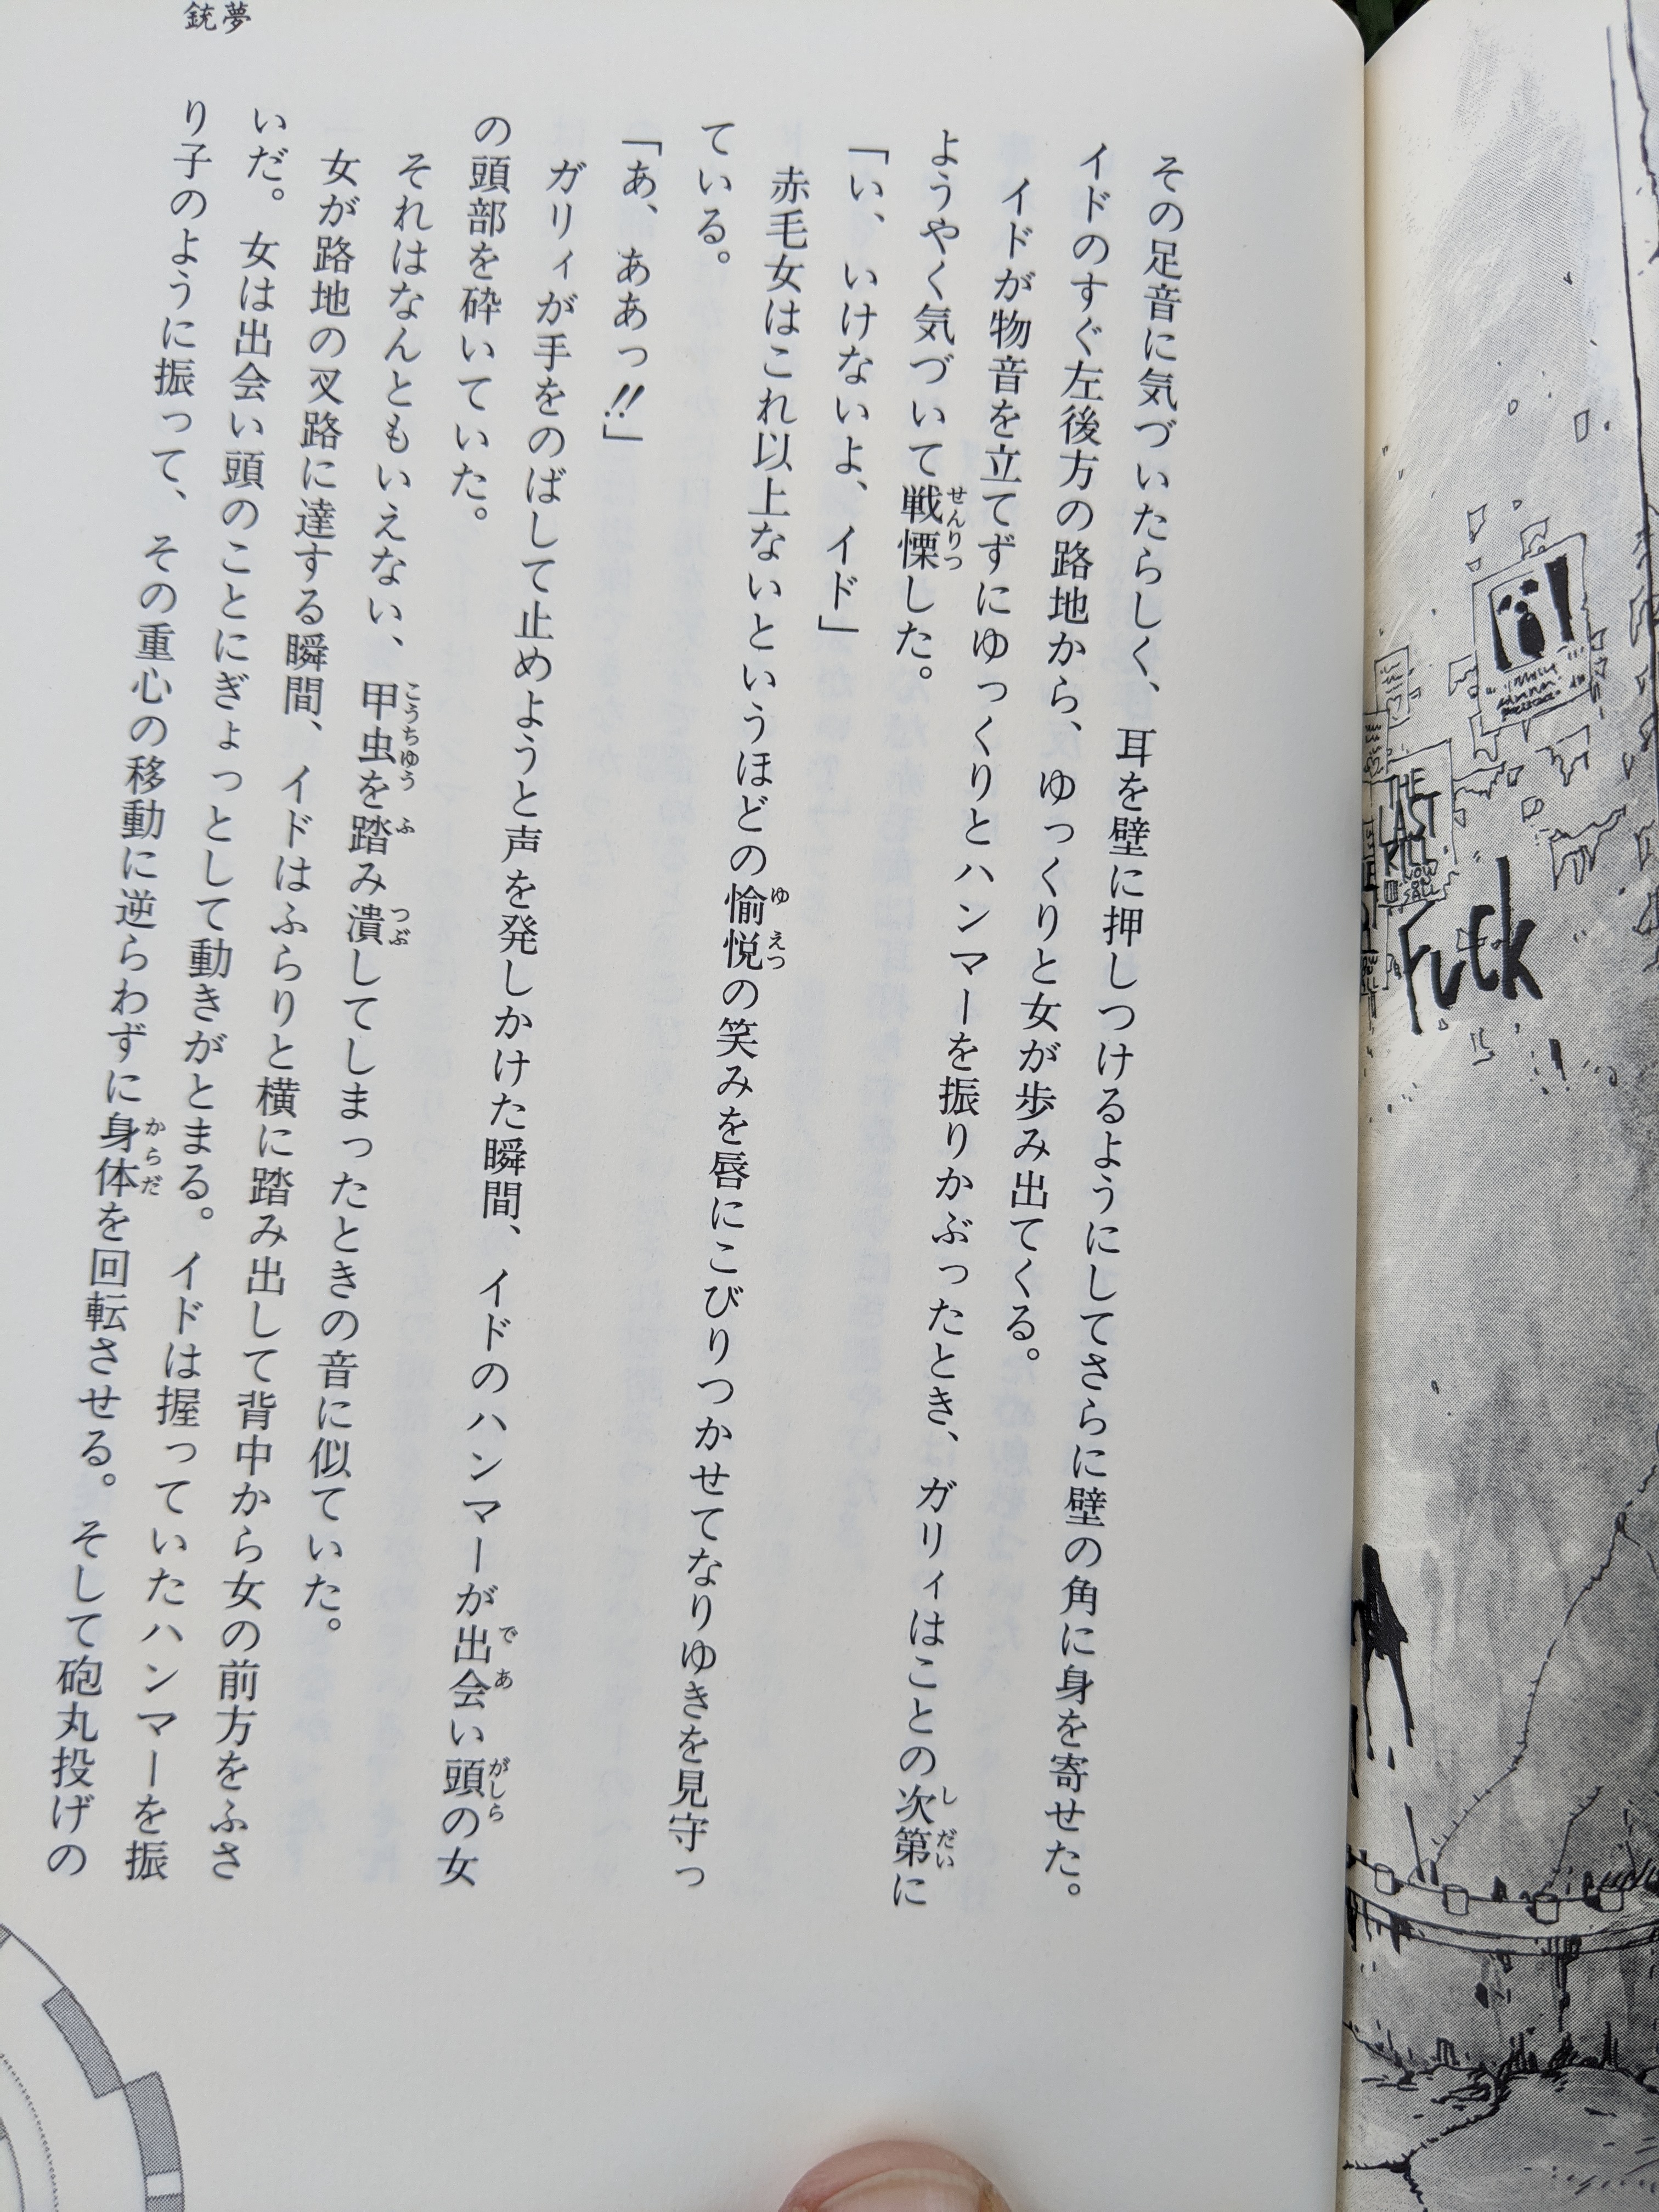 銃夢
その足音に気づいたらしく、耳を壁に押しつけるようにしてさらに壁の角に身を寄せた。
イドのすぐ左後方の路地から、ゆっくりと女が歩み出てくる。
イドが物音を立てずにゆっくりとハンマーを振りかぶったとき、ガリィはことの次第に
ようやく気づいて戦慄した。
「い、いけないよ、イド」
赤毛女はこれ以上ないというほどの愉悦の笑みを唇にこびりつかせてなりゆきを見守っ
ている。
「あ、ああっ!!」
ガリィが手をのばして止めようと声を発しかけた瞬間、イドのハンマーが出会い頭の女
の頭部を砕いていた。
それはなんともいえない、甲虫を踏み潰してしまったときの音に似ていた。
女が路地の叉路に達する瞬間、イドはふらりと横に踏み出して背中から女の前方をふさ
いだ。女は出会い頭のことにぎょっとして動きがとまる。イドは握っていたハンマーを振
り子のように振って、その重心の移動に逆らわずに身体を回転させる。そして砲丸投げの
THE
LAST
KILL
Fuck